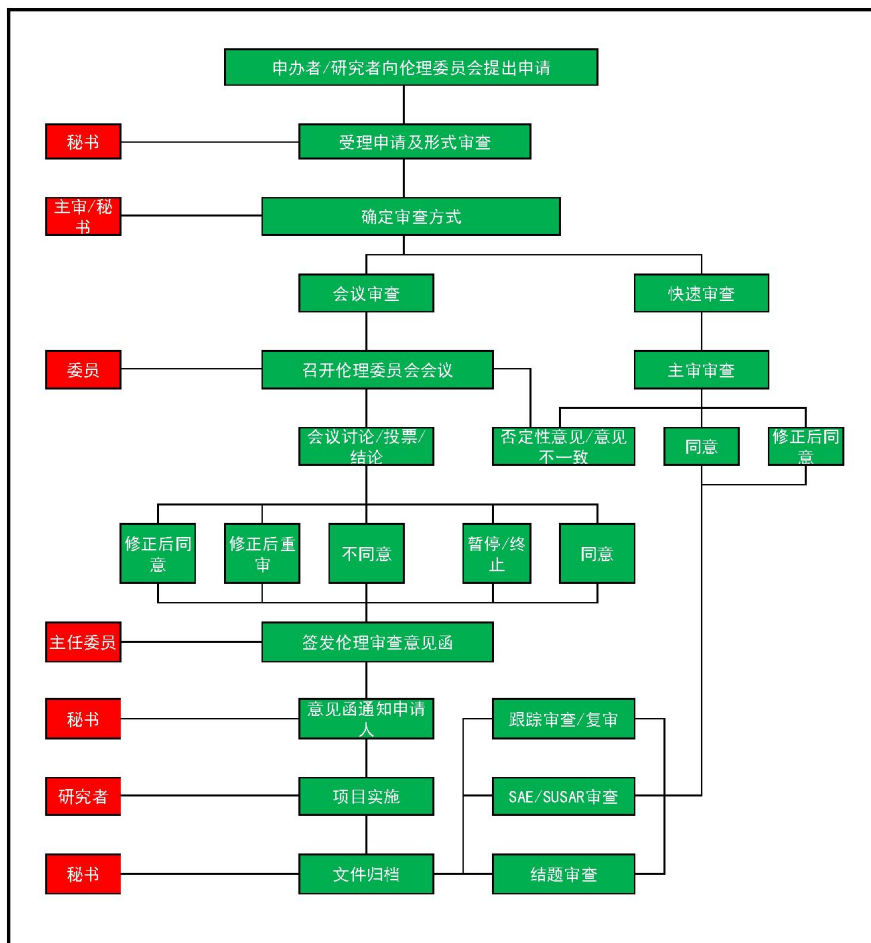 申办者/研究者向伦理委员会提出申请
秘书
受理申请及形式审查
主审/秘
书
确定审查方式
会议审查
快速审查
委员
召开伦理委员会会议
主审审查
会议讨论/投票/
结论
否定性意见/意见
不一致
同意
修正后同
意
修正后同
意
修正后重
审
不同意
暂停/终
止
同意
主任委员
签发伦理审查意见函
秘书
意见函通知申请
人
跟踪审查/复审
研究者
项目实施
SAE/SUSAR审查
秘书
文件归档
结题审查